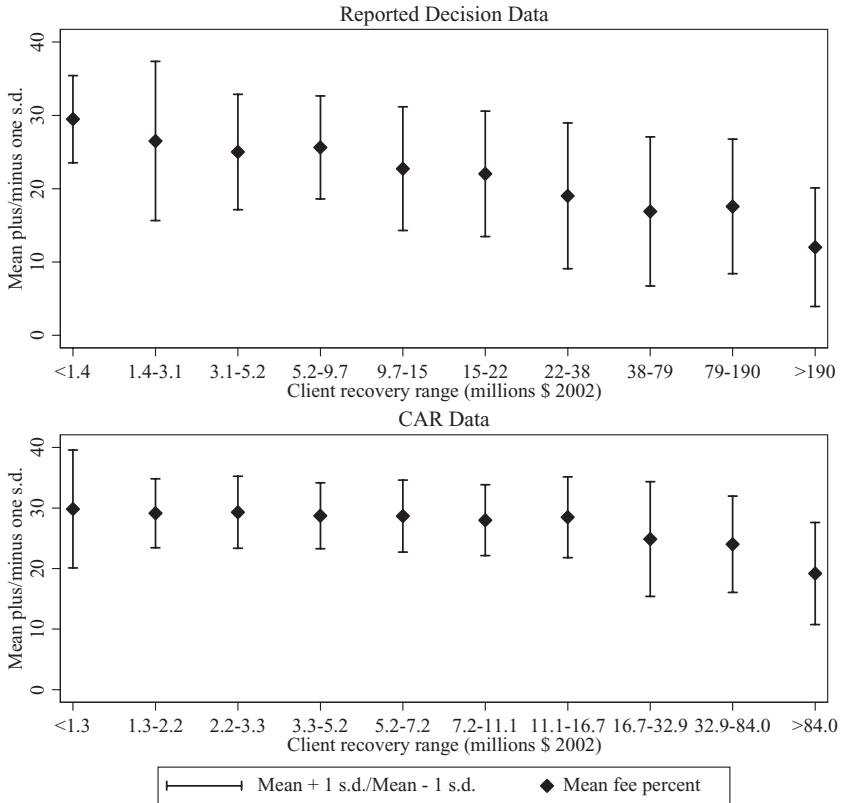 Reported Decision Data
Mean plus/minus one s.d.
40
30
20
10
0
<1.4 1.4-3.1 3.1-5.2 5.2-9.7 9.7-15 15-22 22-38 38-79 79-190 >190
Client recovery range (millions $ 2002)
CAR Data
Mean plus/minus one s.d.
40
30
20
10
0
<1.3 1.3-2.2 2.2-3.3 3.3-5.2 5.2-7.2 7.2-11.1 11.1-16.7 16.7-32.9 32.9-84.0 >84.0
Client recovery range (millions $ 2002)
Mean + 1 s.d./Mean - 1 s.d. Mean fee percent